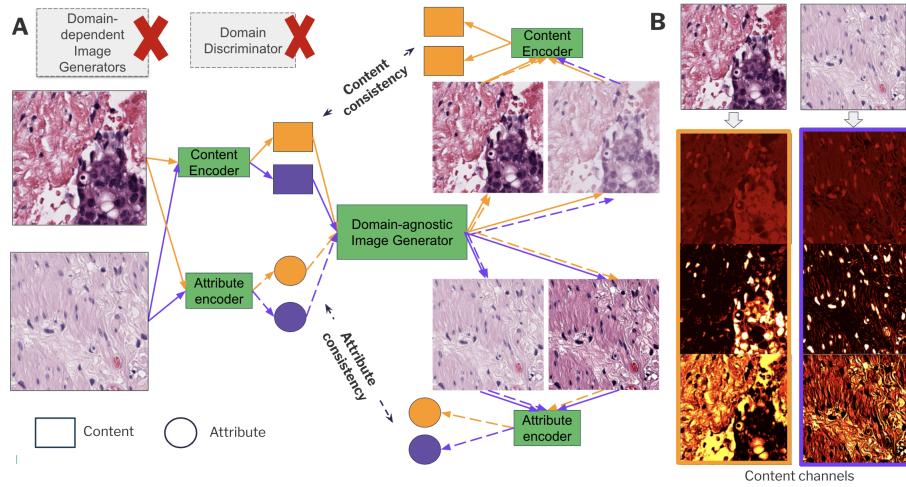 A
Domain-
dependent
Image
Generators
Domain
Discriminator
Content
consistency
Content
Encoder
B
Content
Encoder
Domain-agnostic
Image Generator
Attribute
encoder
Attribute
consistency
Attribute
encoder
Content
Attribute
Content channels